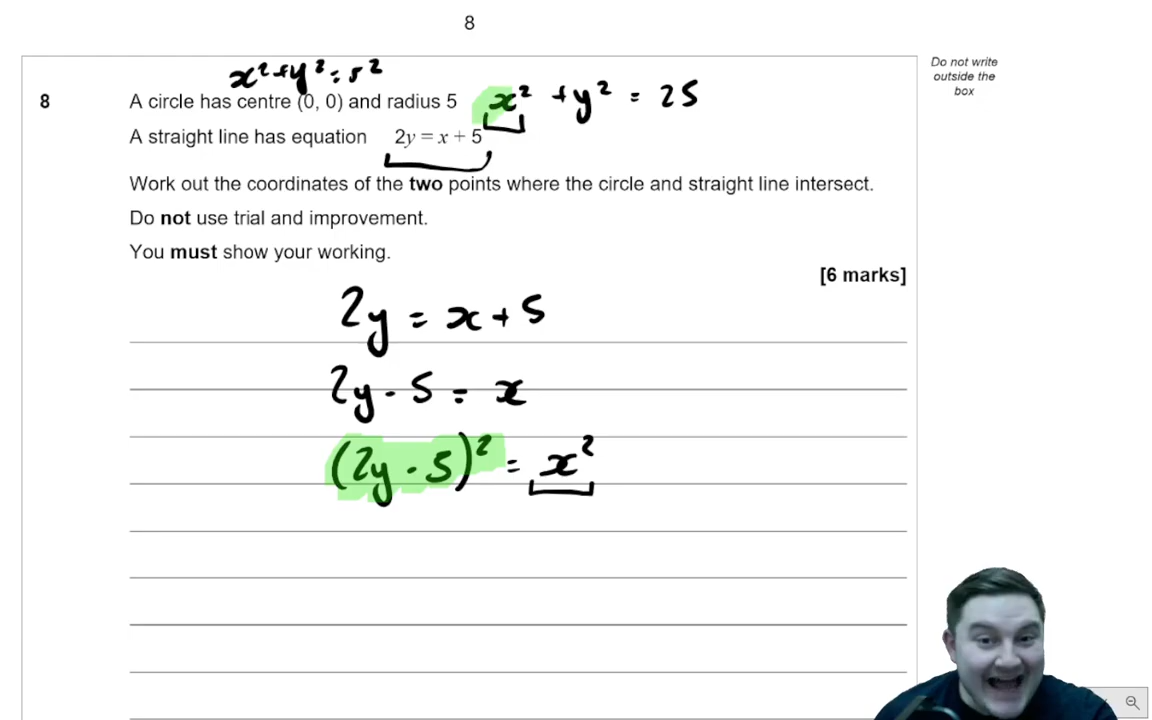 8
x² + y² = 5²
Do not write
outside the
box
8 A circle has centre (0, 0) and radius 5 x² + y² = 25
A straight line has equation 2y = x + 5
Work out the coordinates of the two points where the circle and straight line intersect.
Do not use trial and improvement.
You must show your working.
[6 marks]
2y = x + 5
2y - 5 = x
(2y - 5)² = x²